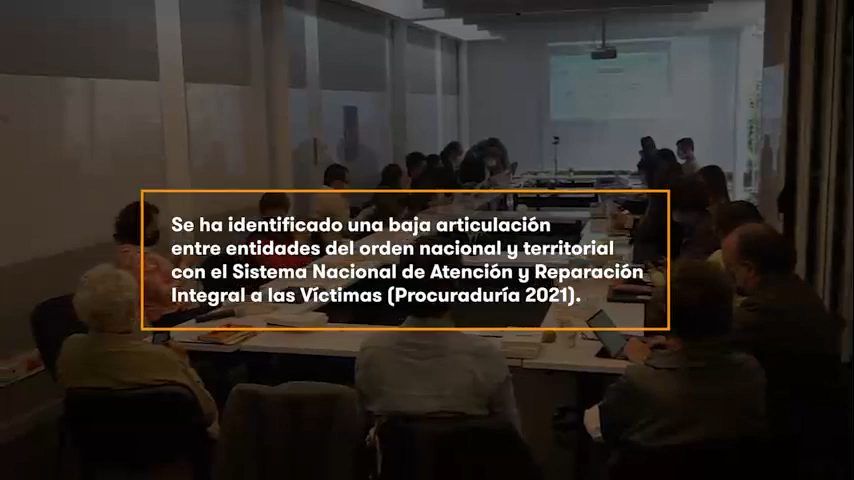 Se ha identificado una baja articulación
entre entidades del orden nacional y territorial
con el Sistema Nacional de Atención y Reparación
Integral a las Víctimas (Procuraduría 2021).